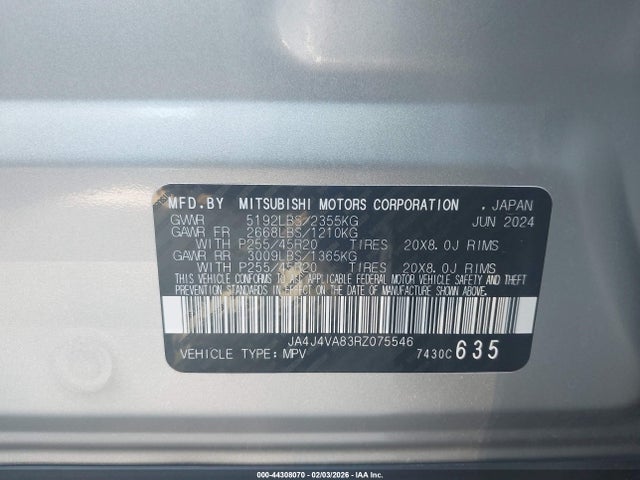 MFD.BY MITSUBISHI MOTORS CORPORATION , JAPAN
GVWR 5192LBS/2355KG JUN 2024
GAWR FR 2668LBS/1210KG
WITH P255/45R20 TIRES 20X8.0J RIMS
GAWR RR 3009LBS/1365KG
WITH P255/45R20 TIRES 20X8.0J RIMS
THIS VEHICLE CONFORMS TO ALL APPLICABLE FEDERAL MOTOR VEHICLE SAFETY AND THEFT
PREVENTION STANDARDS IN EFFECT ON THE DATE OF MANUFACTURE SHOWN ABOVE.
JA4J4VA83RZ075546
VEHICLE TYPE: MPV 7430C 635
000-44308070 - 02/03/2026 - IAA Inc.